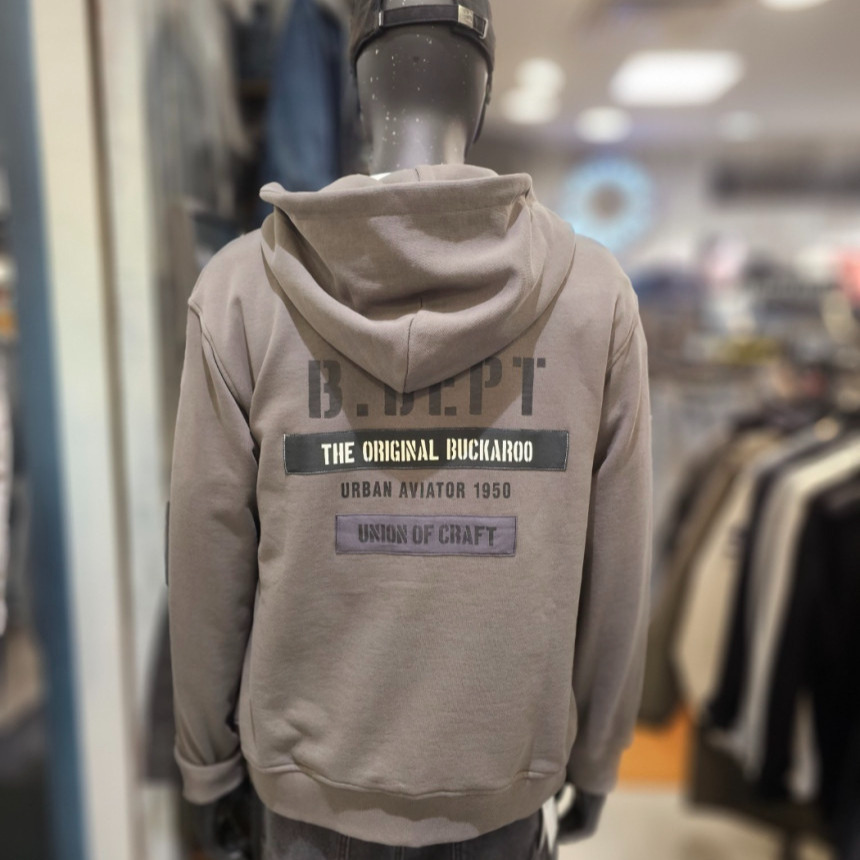 B.DEPT
THE ORIGINAL BUCKAROO
URBAN AVIATOR 1950
UNION OF CRAFT